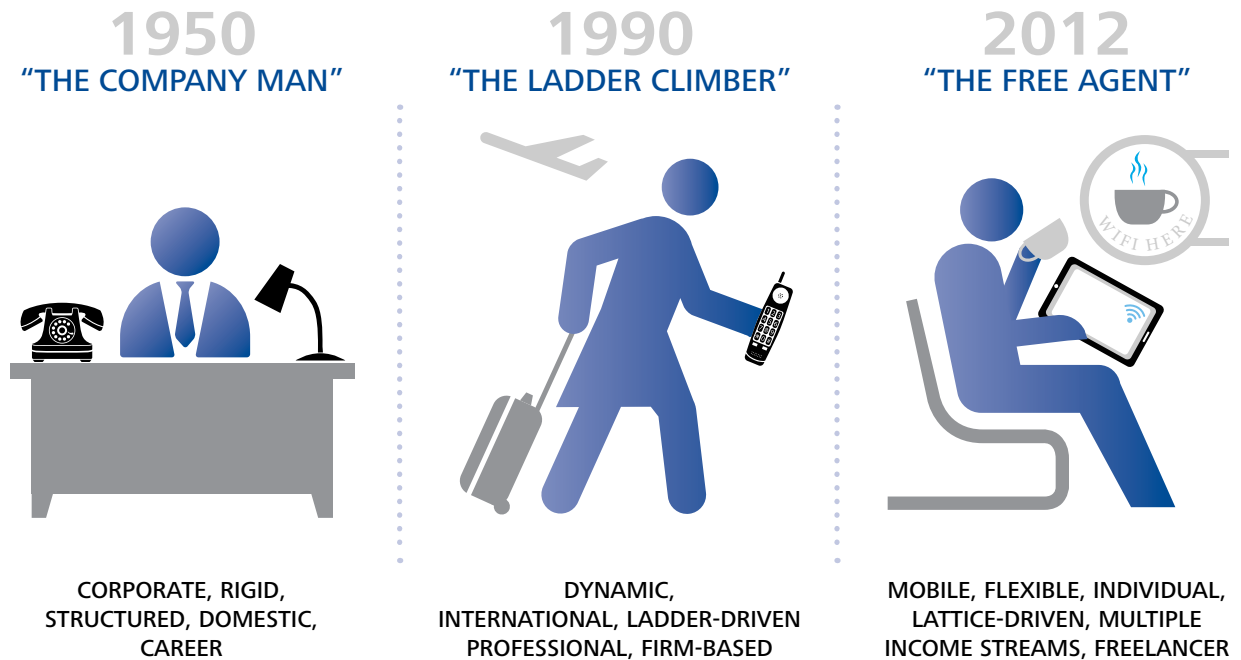 1950
“THE COMPANY MAN”
CORPORATE, RIGID,
STRUCTURED, DOMESTIC,
CAREER
1990
“THE LADDER CLIMBER”
DYNAMIC,
INTERNATIONAL, LADDER-DRIVEN
PROFESSIONAL, FIRM-BASED
2012
“THE FREE AGENT”
WIFI HERE
MOBILE, FLEXIBLE, INDIVIDUAL,
LATTICE-DRIVEN, MULTIPLE
INCOME STREAMS, FREELANCER